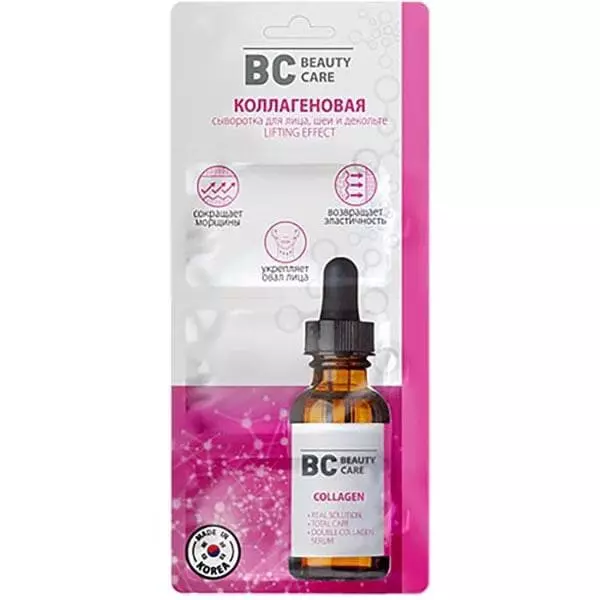 BC BEAUTY
CARE
КОЛЛАГЕНОВАЯ
сыворотка для лица, шеи и декольте
LIFTING EFFECT
сокращает
морщины
возвращает
эластичность
укрепляет
овал лица
BC BEAUTY
CARE
COLLAGEN
• REAL SOLUTION
• TOTAL CARE
• DOUBLE COLLAGEN
SERUM
MADE IN
KOREA